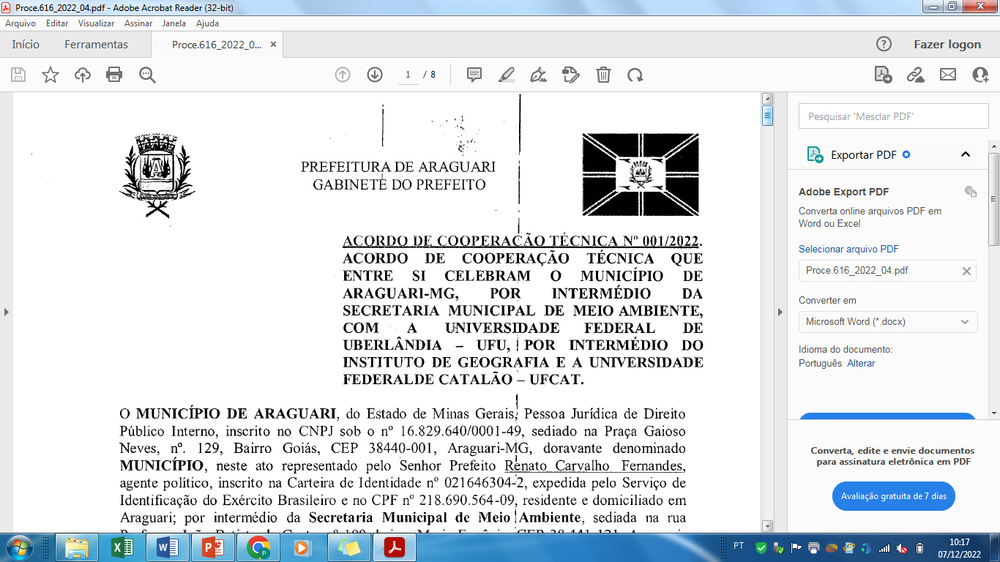 Proce.616_2022_04.pdf - Adobe Acrobat Reader (32-bit)
Arquivo Editar Visualizar Assinar Janela Ajuda
Início Ferramentas Proce.616_2022_0... Fazer logon
1 / 8
PREFEITURA DE ARAGUARI
GABINETE DO PREFEITO
ACORDO DE COOPERACÃO TÉCNICA Nº 001/2022.
ACORDO DE COOPERAÇÃO TÉCNICA QUE
ENTRE SI CELEBRAM O MUNICÍPIO DE
ARAGUARI-MG, POR INTERMÉDIO DA
SECRETARIA MUNICIPAL DE MEIO AMBIENTE,
COM A UNIVERSIDADE FEDERAL DE
UBERLÂNDIA – UFU, POR INTERMÉDIO DO
INSTITUTO DE GEOGRAFIA E A UNIVERSIDADE
FEDERALDE CATALÃO – UFCAT.
O MUNICÍPIO DE ARAGUARI, do Estado de Minas Gerais, Pessoa Jurídica de Direito
Público Interno, inscrito no CNPJ sob o nº 16.829.640/0001-49, sediado na Praça Gaioso
Neves, nº. 129, Bairro Goiás, CEP 38440-001, Araguari-MG, doravante denominado
MUNICÍPIO, neste ato representado pelo Senhor Prefeito Renato Carvalho Fernandes,
agente político, inscrito na Carteira de Identidade nº 021646304-2, expedida pelo Serviço de
Identificação do Exército Brasileiro e no CPF nº 218.690.564-09, residente e domiciliado em
Araguari; por intermédio da Secretaria Municipal de Meio Ambiente, sediada na rua
Pesquisar 'Mesclar PDF'
Exportar PDF
Adobe Export PDF
Converta online arquivos PDF em
Word ou Excel
Selecionar arquivo PDF
Proce.616_2022_04.pdf
Converter em
Microsoft Word (*.docx)
Idioma do documento:
Português Alterar
Converta, edite e envie documentos
para assinatura eletrônica em PDF
Avaliação gratuita de 7 dias
PT
10:17
07/12/2022